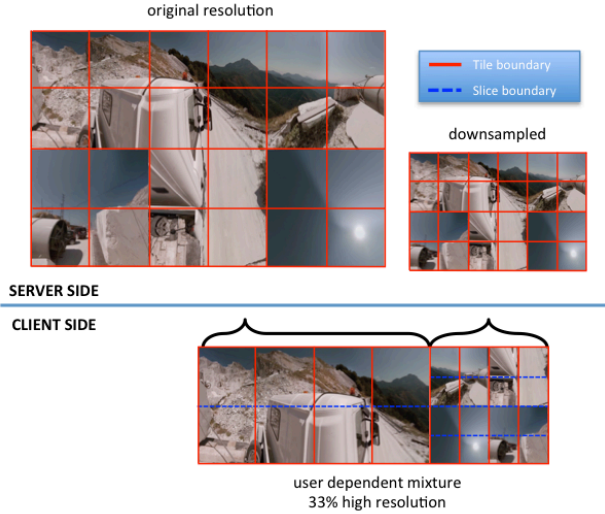 original resolution
Tile boundary
Slice boundary
downsampled
SERVER SIDE
CLIENT SIDE
user dependent mixture
33% high resolution